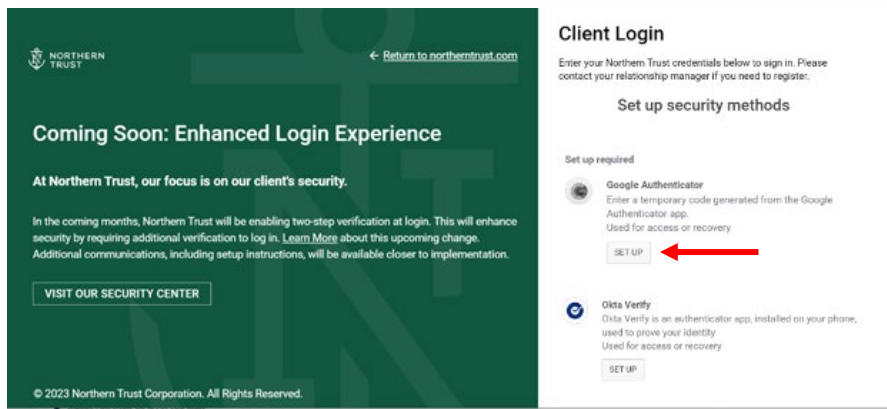 NORTHERN
TRUST
← Return to northerntrust.com
Coming Soon: Enhanced Login Experience
At Northern Trust, our focus is on our client's security.
In the coming months, Northern Trust will be enabling two-step verification at login. This will enhance
security by requiring additional verification to log in. Learn More about this upcoming change.
Additional communications, including setup instructions, will be available closer to implementation.
VISIT OUR SECURITY CENTER
© 2023 Northern Trust Corporation. All Rights Reserved.
Client Login
Enter your Northern Trust credentials below to sign in. Please
contact your relationship manager if you need to register.
Set up security methods
Set up required
Google Authenticator
Enter a temporary code generated from the Google
Authenticator app.
Used for access or recovery
SET UP
Okta Verify
Okta Verify is an authenticator app, installed on your phone,
used to prove your identity
Used for access or recovery
SET UP